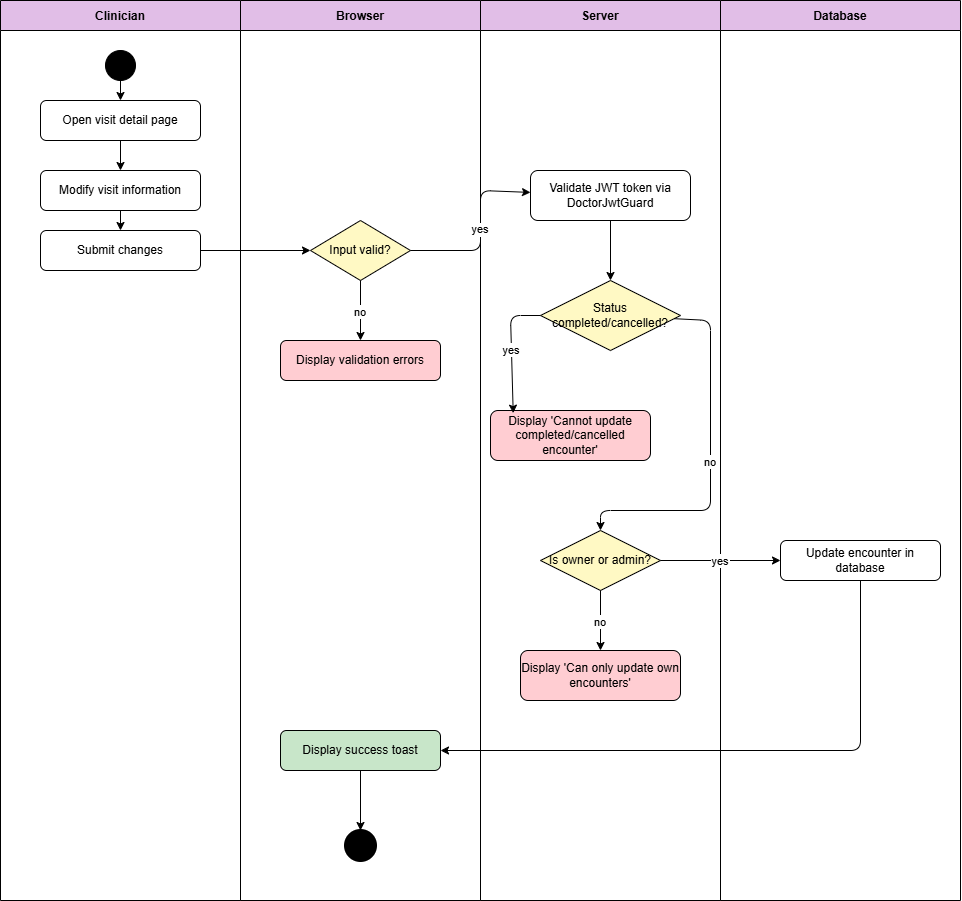 Clinician
Browser
Server
Database
Open visit detail page
Modify visit information
Submit changes
Input valid?
yes
no
Display validation errors
Validate JWT token via
DoctorJwtGuard
Status
completed/cancelled?
yes
Display 'Cannot update
completed/cancelled
encounter'
no
Is owner or admin?
yes
Update encounter in
database
no
Display 'Can only update own
encounters'
Display success toast